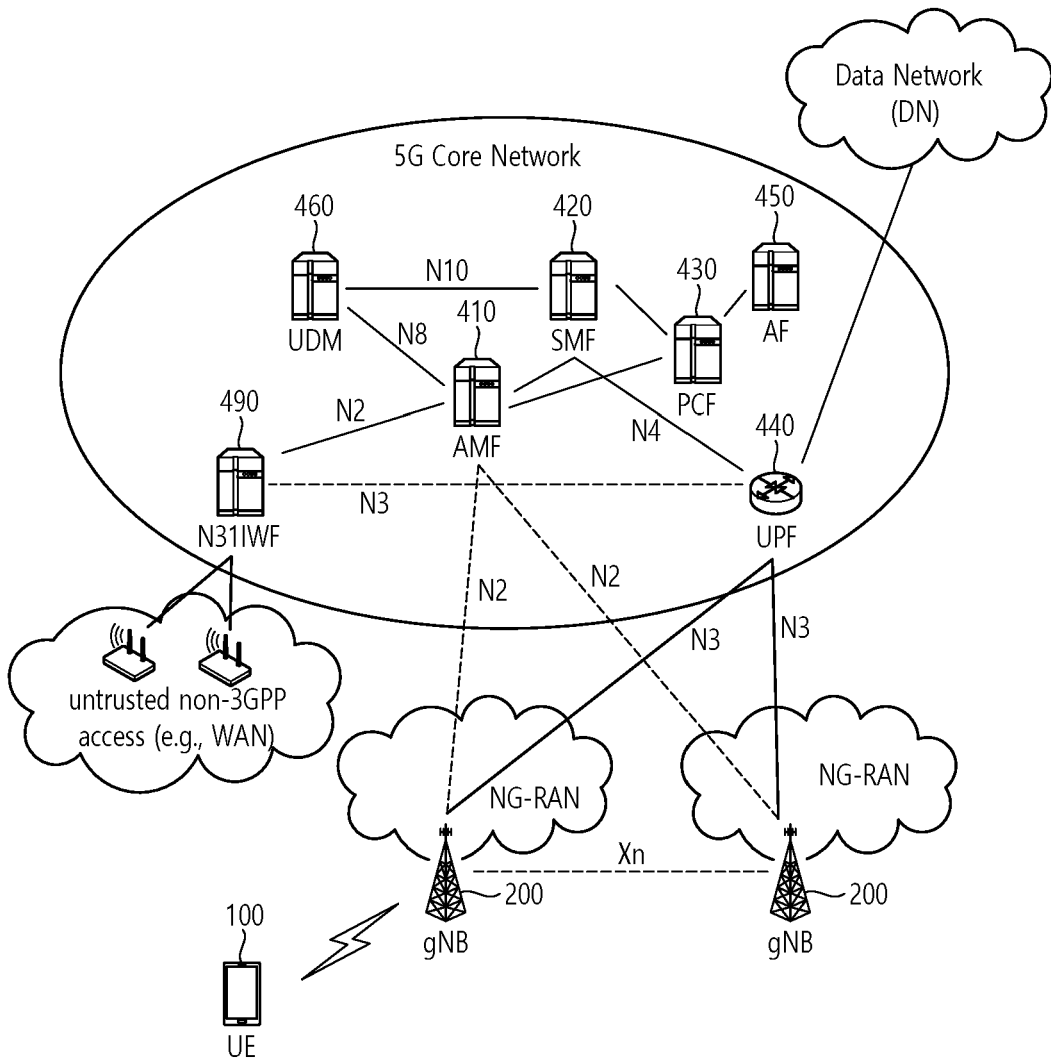 Data Network
(DN)
5G Core Network
460
420
450
430
N10
410
UDM
N8
SMF
AF
490
N2
PCF
AMF
N4
440
N3
N31IWF
UPF
N2
N2
N3
N3
untrusted non-3GPP
access (e.g., WAN)
NG-RAN
NG-RAN
Xn
200
200
100
gNB
gNB
UE